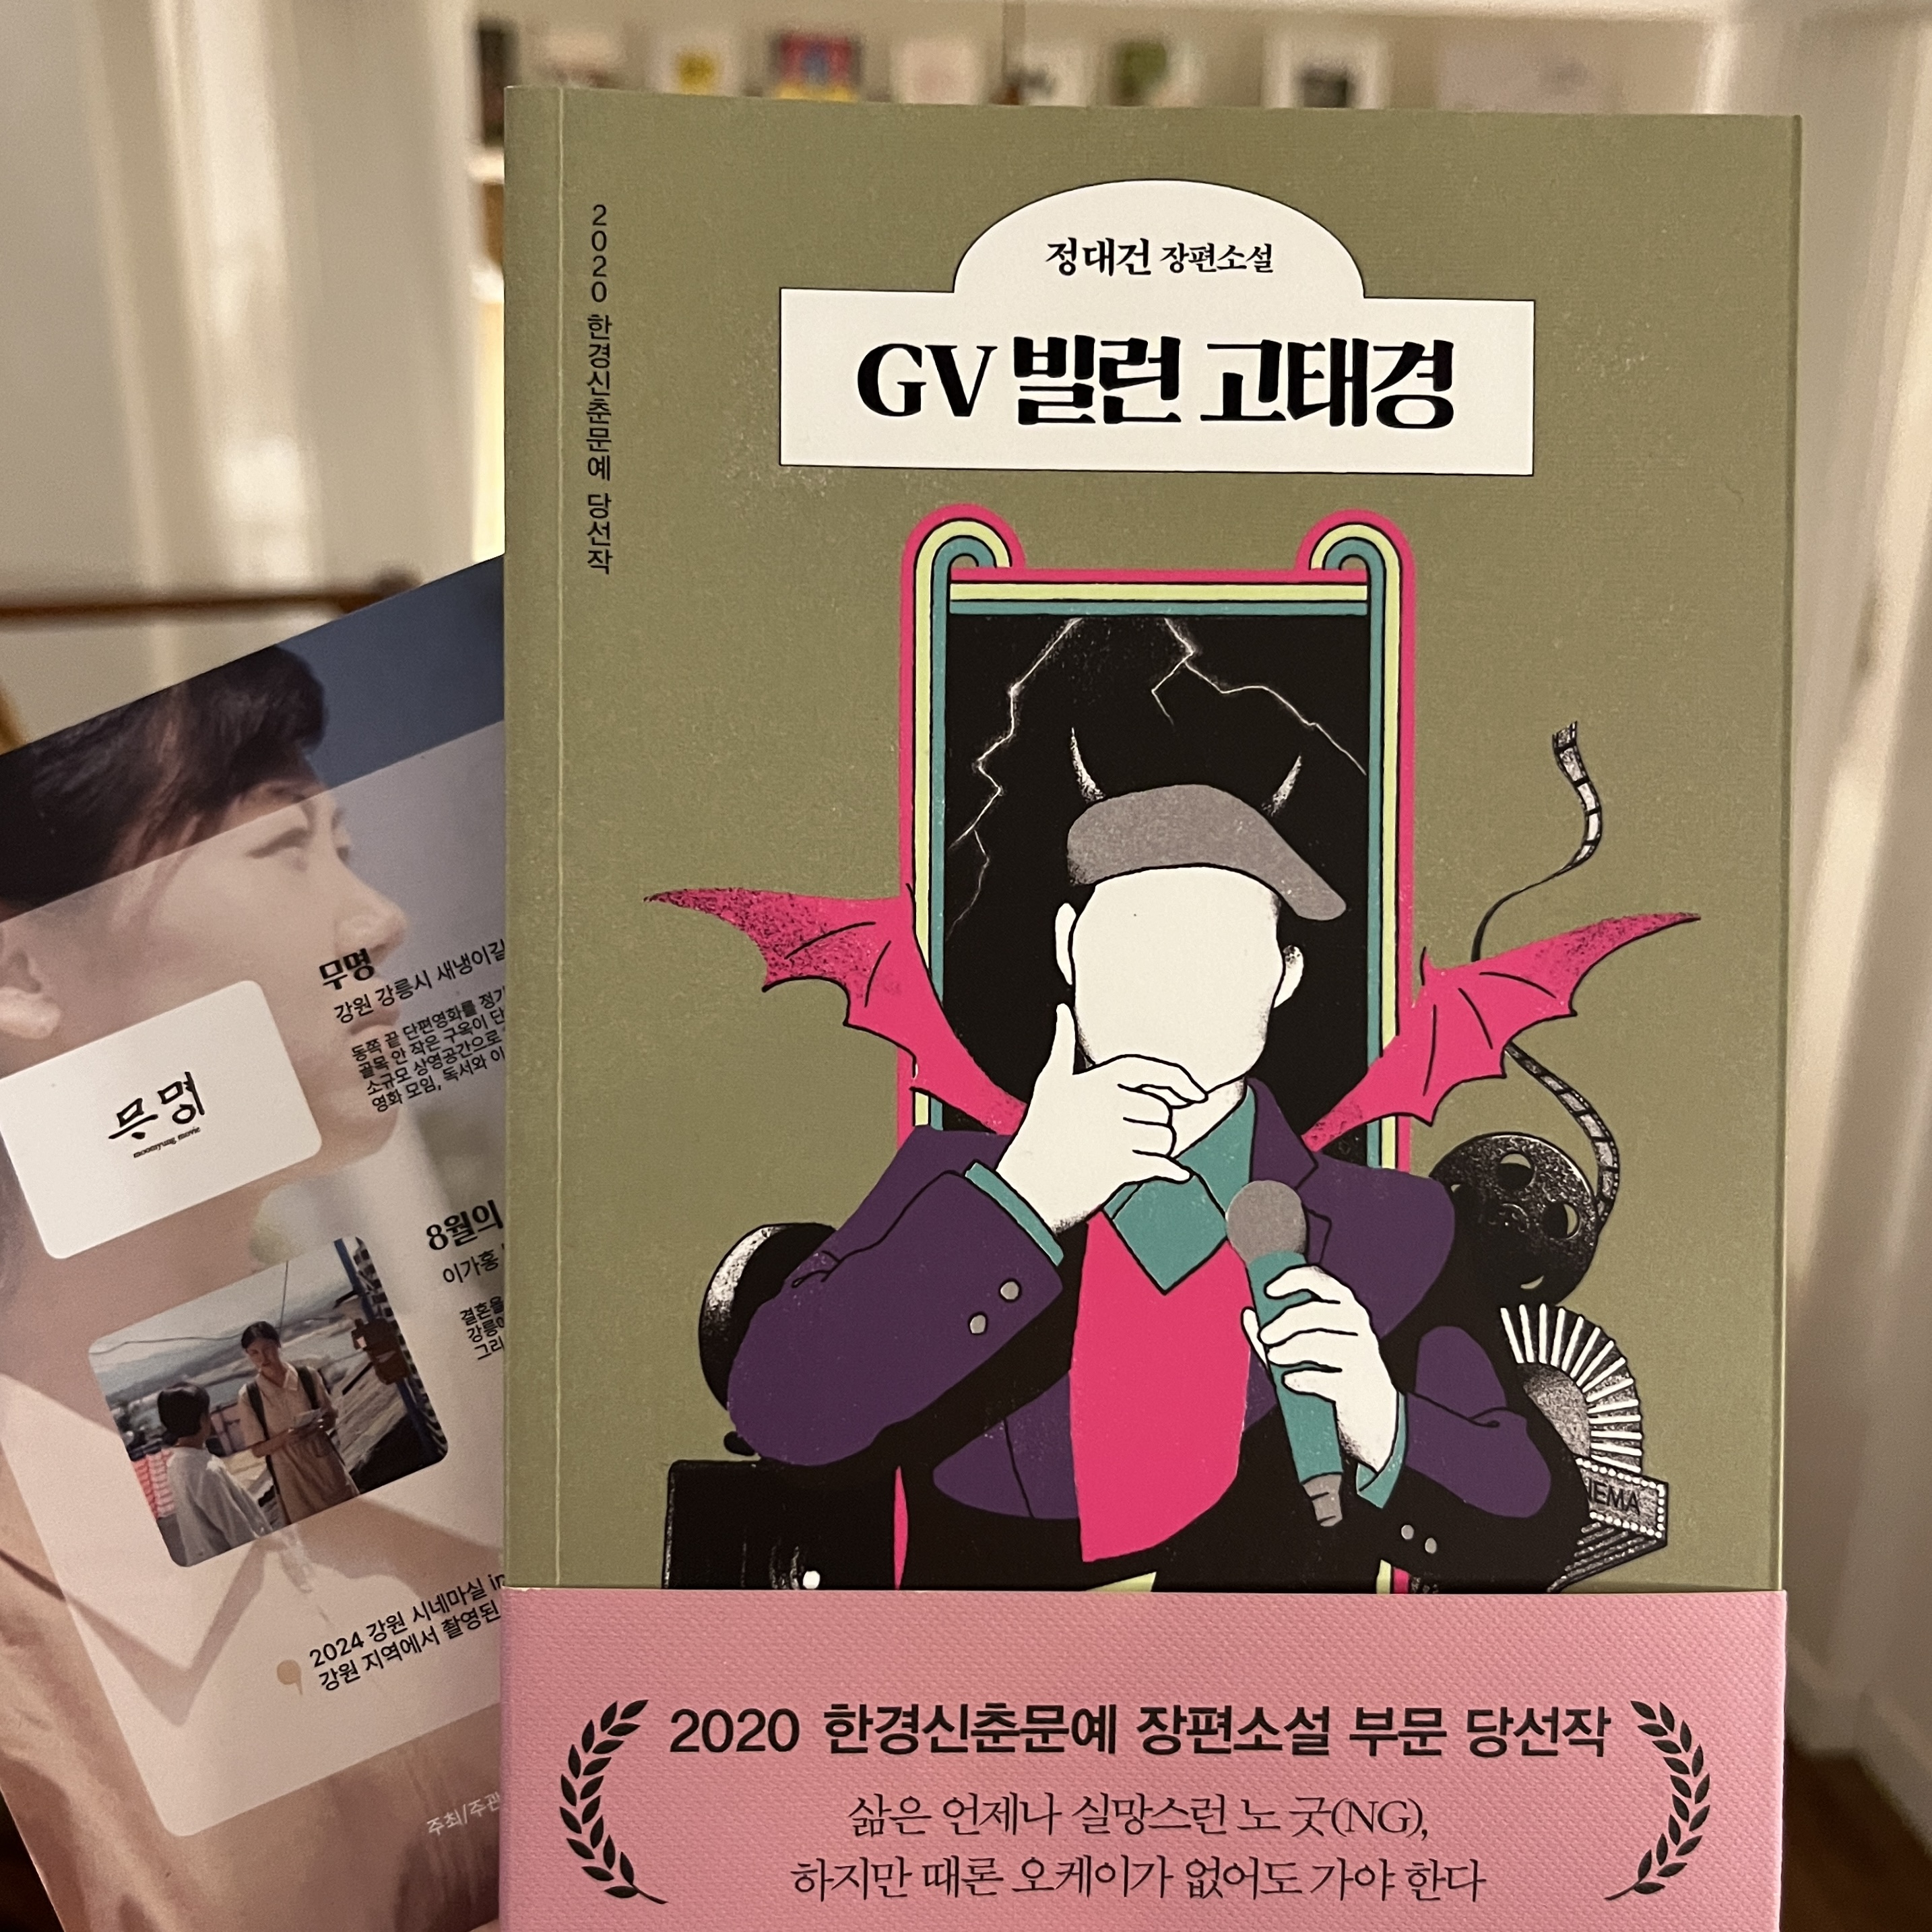 2020 한경신춘문예 당선작
정대건 장편소설
GV 빌런 고태경
NEMA
2020 한경신춘문예 장편소설 부문 당선작
삶은 언제나 실망스런 노 굿(NG),
하지만 때론 오케이가 없어도 가야 한다
무명
강원 강릉시 새냉이길
동쪽 끝 단편영화를 정기
골목 안 작은 구옥이 단
소규모 상영공간으로
영화 모임, 독서와 이
무명
moomyung.movie
8월의
이가홍
결혼을
강릉에
그리
2024 강원 시네마실 in
강원 지역에서 촬영된
주최/주관